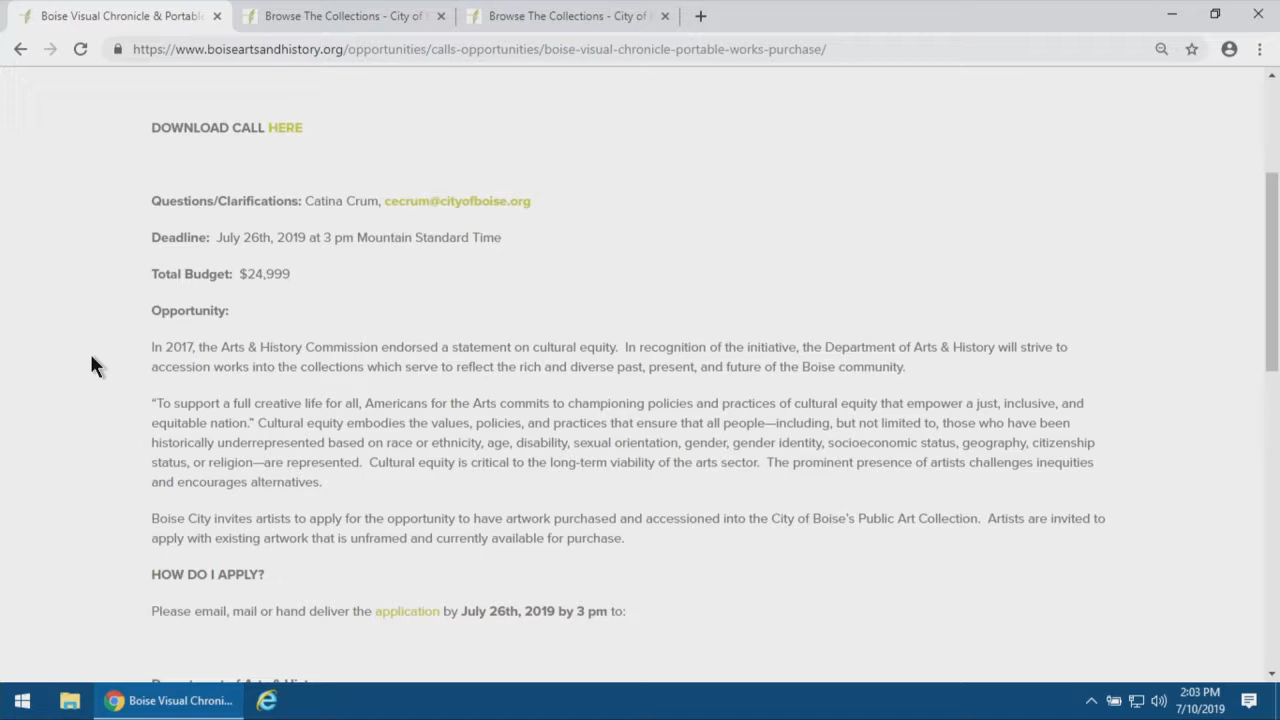 Boise Visual Chronicle & Portabl
Browse The Collections - City of
Browse The Collections - City of
https://www.boiseartsandhistory.org/opportunities/calls-opportunities/boise-visual-chronicle-portable-works-purchase/
DOWNLOAD CALL HERE
Questions/Clarifications: Catina Crum, cecrum@cityofboise.org
Deadline: July 26th, 2019 at 3 pm Mountain Standard Time
Total Budget: $24,999
Opportunity:
In 2017, the Arts & History Commission endorsed a statement on cultural equity. In recognition of the initiative, the Department of Arts & History will strive to
accession works into the collections which serve to reflect the rich and diverse past, present, and future of the Boise community.
“To support a full creative life for all, Americans for the Arts commits to championing policies and practices of cultural equity that empower a just, inclusive, and
equitable nation.” Cultural equity embodies the values, policies, and practices that ensure that all people—including, but not limited to, those who have been
historically underrepresented based on race or ethnicity, age, disability, sexual orientation, gender, gender identity, socioeconomic status, geography, citizenship
status, or religion—are represented. Cultural equity is critical to the long-term viability of the arts sector. The prominent presence of artists challenges inequities
and encourages alternatives.
Boise City invites artists to apply for the opportunity to have artwork purchased and accessioned into the City of Boise’s Public Art Collection. Artists are invited to
apply with existing artwork that is unframed and currently available for purchase.
HOW DO I APPLY?
Please email, mail or hand deliver the application by July 26th, 2019 by 3 pm to:
Boise Visual Chroni...
2:03 PM
7/10/2019